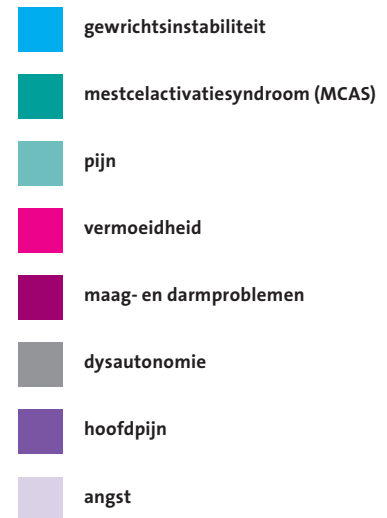 gewrichtsinstabiliteit
mestcelactivatiesyndroom (MCAS)
pijn
vermoeidheid
maag- en darmproblemen
dysautonomie
hoofdpijn
angst